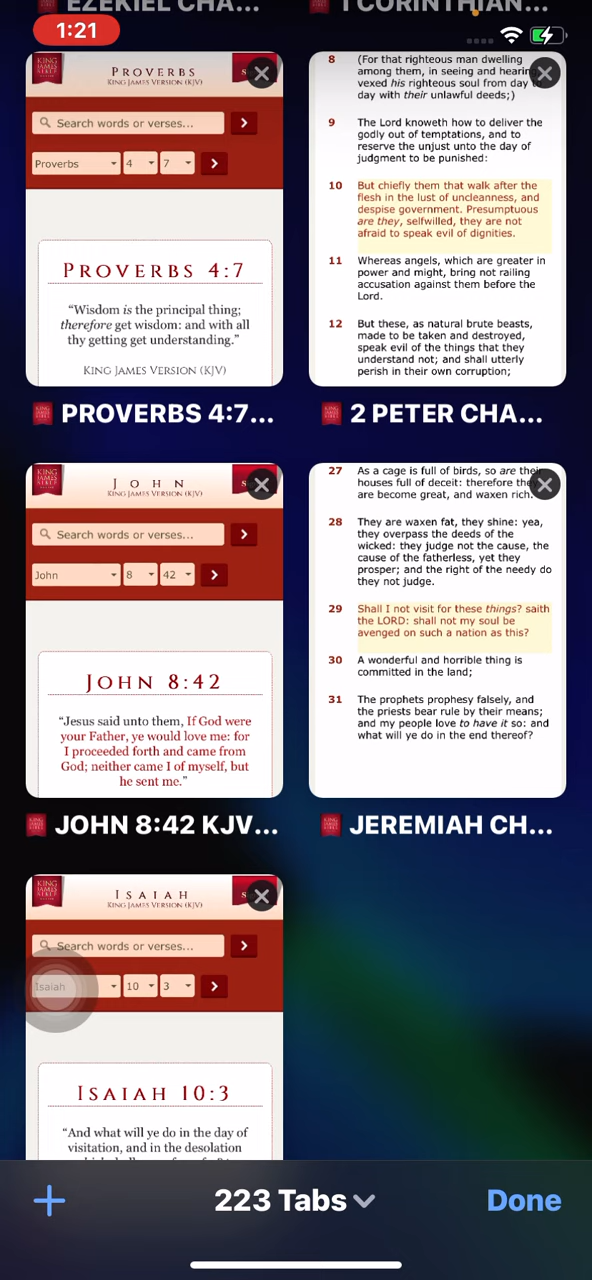 EZEKIEL CHA...
1 CORINTHIAN...
1:21
KING
JAMES
BIBLE
PROVERBS
KING JAMES VERSION (KJV)
Search words or verses...
Proverbs 4 7
PROVERBS 4:7
“Wisdom is the principal thing;
therefore get wisdom: and with all
thy getting get understanding.”
KING JAMES VERSION (KJV)
PROVERBS 4:7...
8 (For that righteous man dwelling
among them, in seeing and hearing,
vexed his righteous soul from day to
day with their unlawful deeds;)
9 The Lord knoweth how to deliver the
godly out of temptations, and to
reserve the unjust unto the day of
judgment to be punished:
10 But chiefly them that walk after the
flesh in the lust of uncleanness, and
despise government. Presumptuous
are they, selfwilled, they are not
afraid to speak evil of dignities.
11 Whereas angels, which are greater in
power and might, bring not railing
accusation against them before the
Lord.
12 But these, as natural brute beasts,
made to be taken and destroyed,
speak evil of the things that they
understand not; and shall utterly
perish in their own corruption;
2 PETER CHA...
KING
JAMES
BIBLE
JOHN
KING JAMES VERSION (KJV)
Search words or verses...
John 8 42
JOHN 8:42
“Jesus said unto them, If God were
your Father, ye would love me: for
I proceeded forth and came from
God; neither came I of myself, but
he sent me.”
JOHN 8:42 KJV...
27 As a cage is full of birds, so are their
houses full of deceit: therefore they
are become great, and waxen rich.
28 They are waxen fat, they shine: yea,
they overpass the deeds of the
wicked: they judge not the cause, the
cause of the fatherless, yet they
prosper; and the right of the needy do
they not judge.
29 Shall I not visit for these things? saith
the LORD: shall not my soul be
avenged on such a nation as this?
30 A wonderful and horrible thing is
committed in the land;
31 The prophets prophesy falsely, and
the priests bear rule by their means;
and my people love to have it so: and
what will ye do in the end thereof?
JEREMIAH CH...
KING
JAMES
BIBLE
ISAIAH
KING JAMES VERSION (KJV)
Search words or verses...
Isaiah 10 3
ISAIAH 10:3
“And what will ye do in the day of
visitation, and in the desolation
223 Tabs
Done